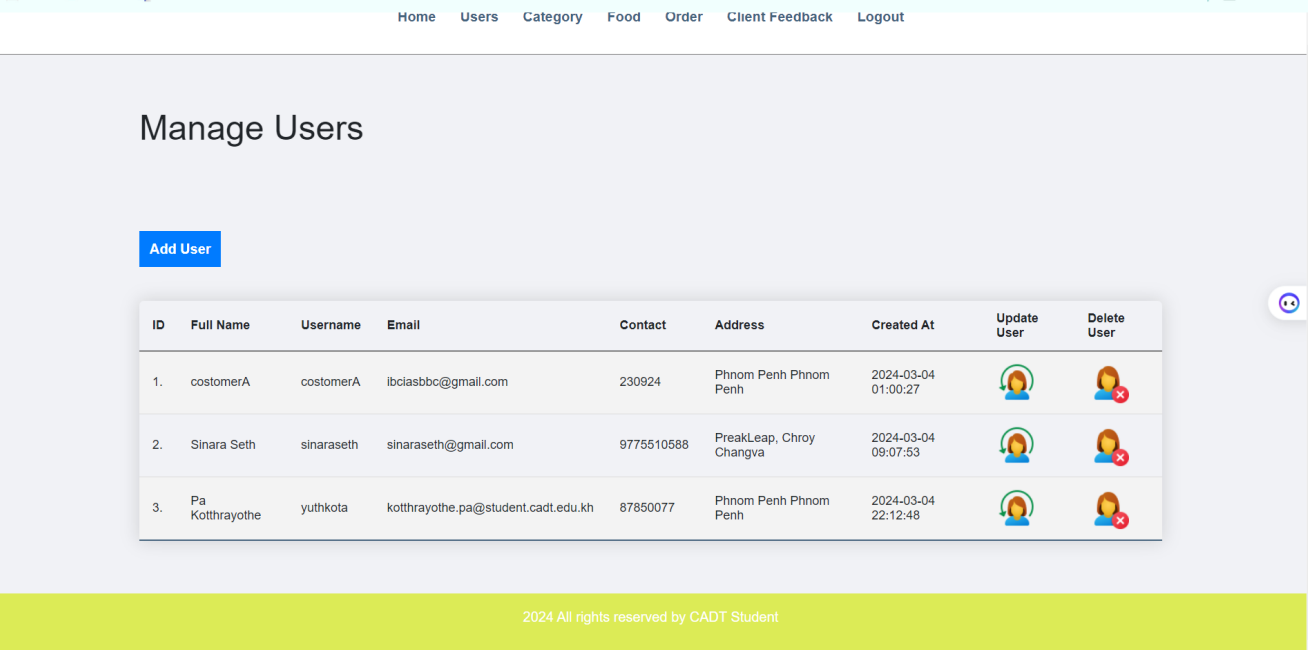 Home Users Category Food Order Client Feedback Logout
Manage Users
Add User
ID Full Name Username Email Contact Address Created At Update User Delete User
1. costomerA costomerA ibciasbbc@gmail.com 230924 Phnom Penh Phnom Penh 2024-03-04 01:00:27
2. Sinara Seth sinaraseth sinaraseth@gmail.com 9775510588 PreakLeap, Chroy Changva 2024-03-04 09:07:53
3. Pa Kotthrayothe yuthkota kotthrayothe.pa@student.cadt.edu.kh 87850077 Phnom Penh Phnom Penh 2024-03-04 22:12:48
2024 All rights reserved by CADT Student